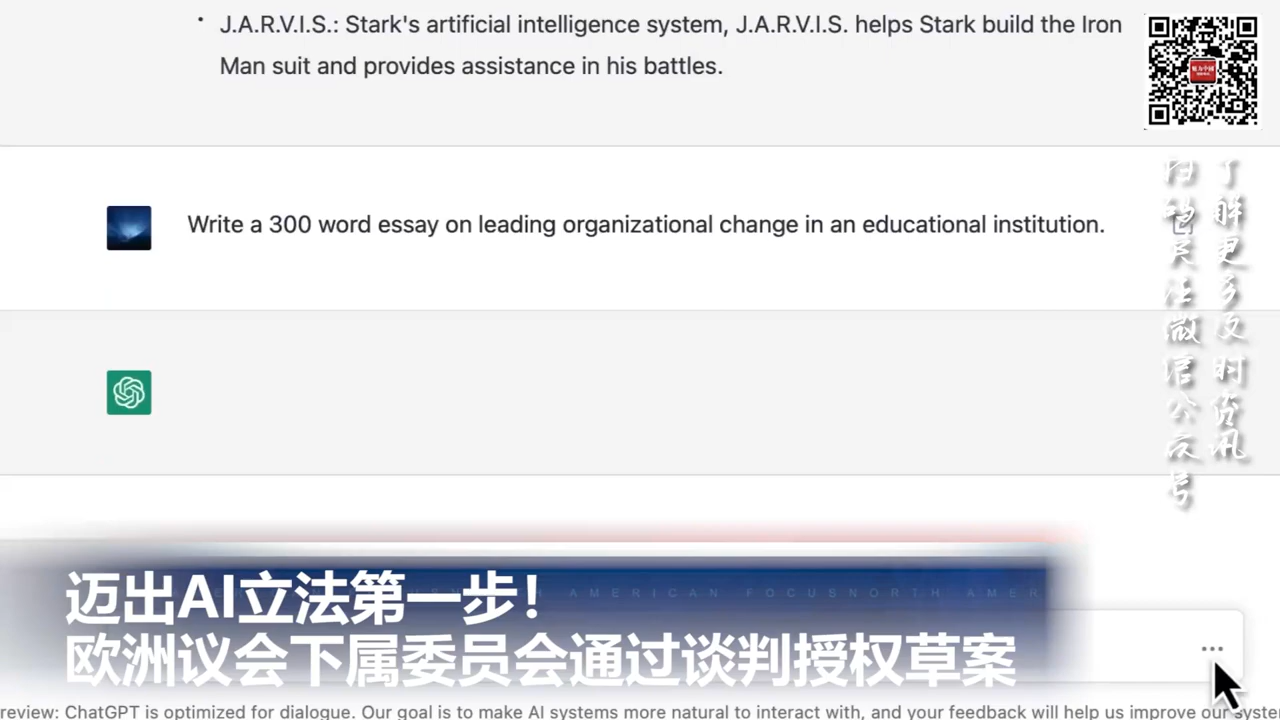 J.A.R.V.I.S.: Stark's artificial intelligence system, J.A.R.V.I.S. helps Stark build the Iron
Man suit and provides assistance in his battles.
Write a 300 word essay on leading organizational change in an educational institution.
了解更多及时资讯
扫码关注微信公众号
迈出AI立法第一步！
AMERICAN FOCUS NORTH AMER
欧洲议会下属委员会通过谈判授权草案
review: ChatGPT is optimized for dialogue. Our goal is to make AI systems more natural to interact with, and your feedback will help us improve our syste